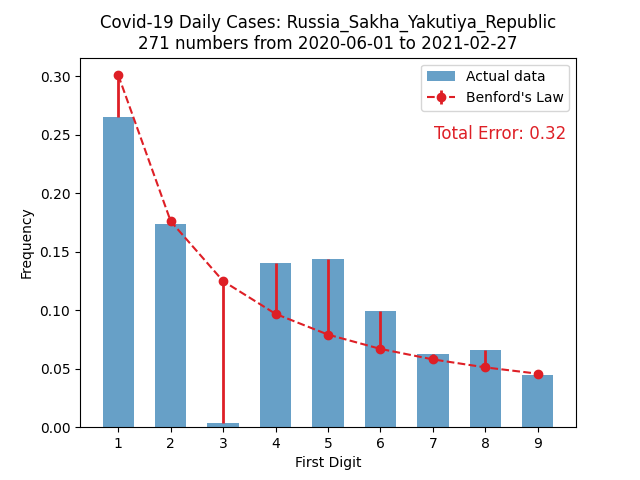 Covid-19 Daily Cases: Russia_Sakha_Yakutiya_Republic
271 numbers from 2020-06-01 to 2021-02-27
Actual data
Benford's Law
Total Error: 0.32
Frequency
0.30
0.25
0.20
0.15
0.10
0.05
0.00
1 2 3 4 5 6 7 8 9
First Digit